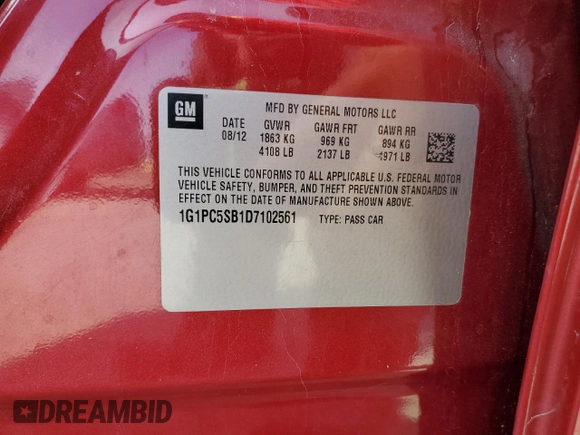 GM
MFD BY GENERAL MOTORS LLC
DATE GVWR GAWR FRT GAWR RR
08/12 1863 KG 969 KG 894 KG
4108 LB 2137 LB 1971 LB
THIS VEHICLE CONFORMS TO ALL APPLICABLE U.S. FEDERAL MOTOR
VEHICLE SAFETY, BUMPER, AND THEFT PREVENTION STANDARDS IN
EFFECT ON THE DATE OF MANUFACTURE SHOWN ABOVE.
1G1PC5SB1D7102561 TYPE: PASS CAR
DREAMBID